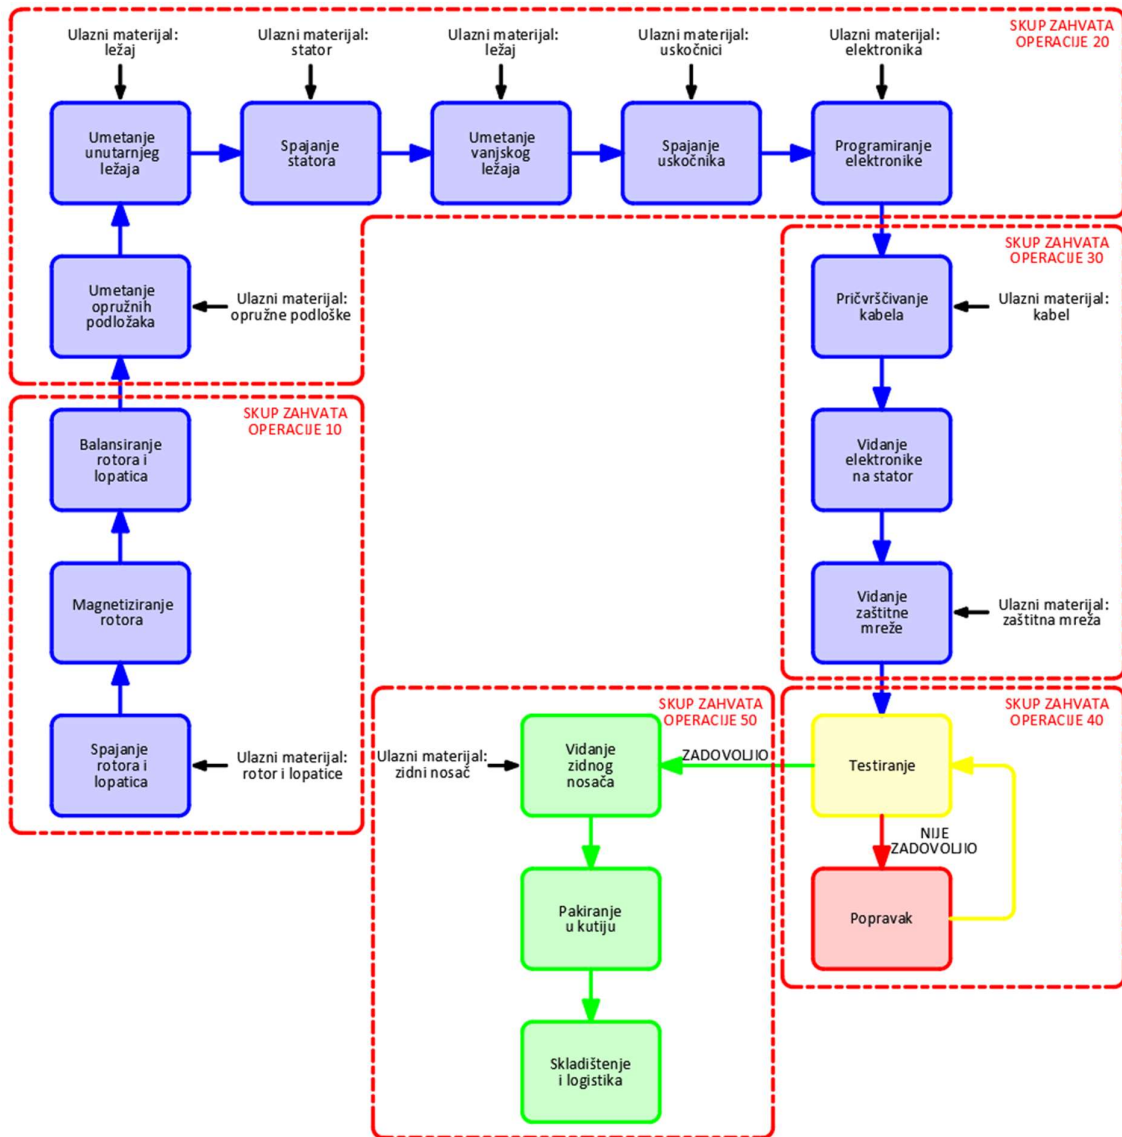 SKUP ZAHVATA
OPERACIJE 20
Ulazni materijal:
ležaj
Ulazni materijal:
stator
Ulazni materijal:
ležaj
Ulazni materijal:
uskočnici
Ulazni materijal:
elektronika
Umetanje
unutarnjeg
ležaja
Spajanje
statora
Umetanje
vanjskog
ležaja
Spajanje
uskočnika
Programiranje
elektronike
Umetanje
opružnih
podložaka
Ulazni materijal:
opružne podloške
SKUP ZAHVATA
OPERACIJE 30
Pričvrščivanje
kabela
Ulazni materijal:
kabel
SKUP ZAHVATA
OPERACIJE 10
Balansiranje
rotora i
lopatica
Vidanje
elektronike
na stator
Magnetiziranje
rotora
Vidanje
zaštitne
mreže
Ulazni materijal:
zaštitna mreža
Spajanje
rotora i
lopatica
Ulazni materijal:
rotor i lopatice
SKUP ZAHVATA
OPERACIJE 50
Ulazni materijal:
zidni nosač
Vidanje
zidnog
nosača
ZADOVOLJIO
SKUP ZAHVATA
OPERACIJE 40
Testiranje
NIJE
ZADOVOLJIO
Pakiranje
u kutiju
Popravak
Skladištenje
i logistika